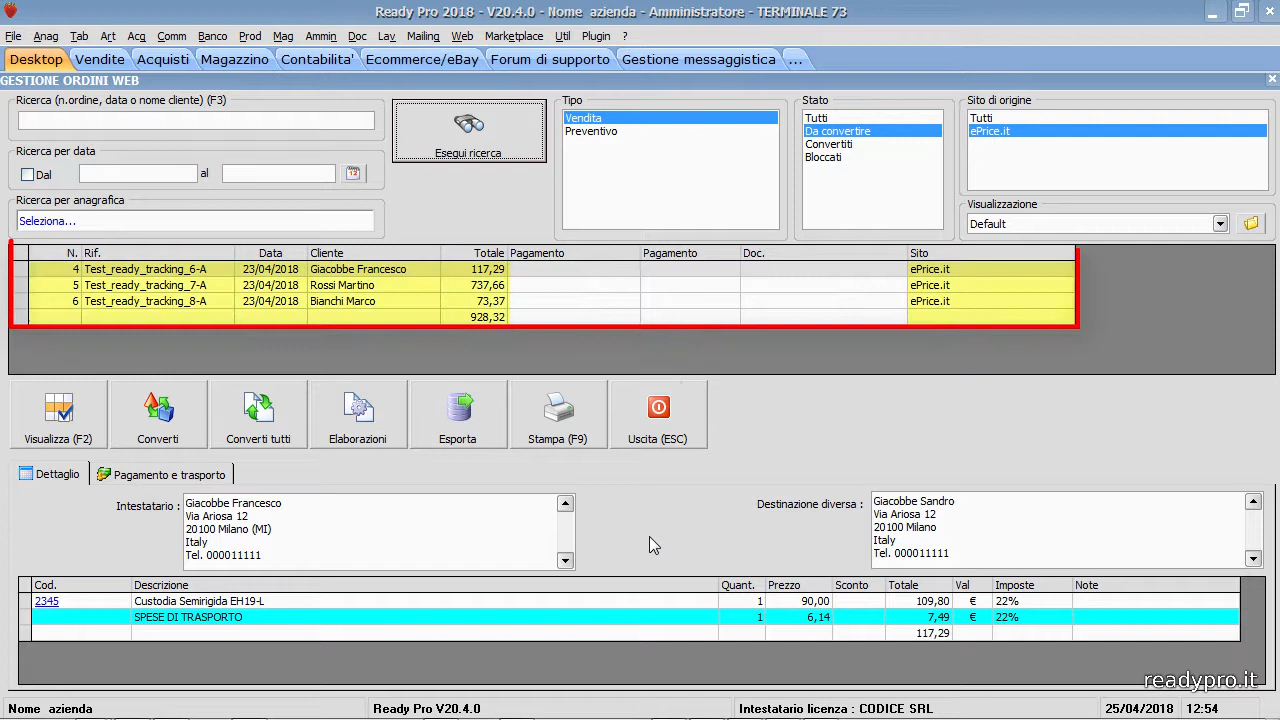 Ready Pro 2018 - V20.4.0 - Nome azienda - Amministratore - TERMINALE 73
File Anag Tab Art Acq Comm Banco Prod Mag Ammin Doc Lay Mailing Web Marketplace Util Plugin ?
Desktop Vendite Acquisti Magazzino Contabilita' Ecommerce/eBay Forum di supporto Gestione messaggistica ...
GESTIONE ORDINI WEB
Ricerca (n.ordine, data o nome cliente) (F3)
Ricerca per data
Dal al
12
Ricerca per anagrafica
Seleziona...
Esegui ricerca
Tipo
Vendita
Preventivo
Stato
Tutti
Da convertire
Convertiti
Bloccati
Sito di origine
Tutti
ePrice.it
Visualizzazione
Default
N. Rif. Data Cliente Totale Pagamento Pagamento Doc. Sito
4 Test_ready_tracking_6-A 23/04/2018 Giacobbe Francesco 117,29 ePrice.it
5 Test_ready_tracking_7-A 23/04/2018 Rossi Martino 737,66 ePrice.it
6 Test_ready_tracking_8-A 23/04/2018 Bianchi Marco 73,37 ePrice.it
928,32
Visualizza (F2) Converti Converti tutti Elaborazioni Esporta Stampa (F9) Uscita (ESC)
Dettaglio Pagamento e trasporto
Intestatario :
Giacobbe Francesco
Via Ariosa 12
20100 Milano (MI)
Italy
Tel. 000011111
Destinazione diversa :
Giacobbe Sandro
Via Ariosa 12
20100 Milano
Italy
Tel. 000011111
Cod. Descrizione Quant. Prezzo Sconto Totale Val Imposte Note
2345 Custodia Semirigida EH19-L 1 90,00 109,80 € 22%
SPESE DI TRASPORTO 1 6,14 7,49 € 22%
117,29
readypro.it
Nome azienda Ready Pro V20.4.0 Intestatario licenza : CODICE SRL 25/04/2018 12:54